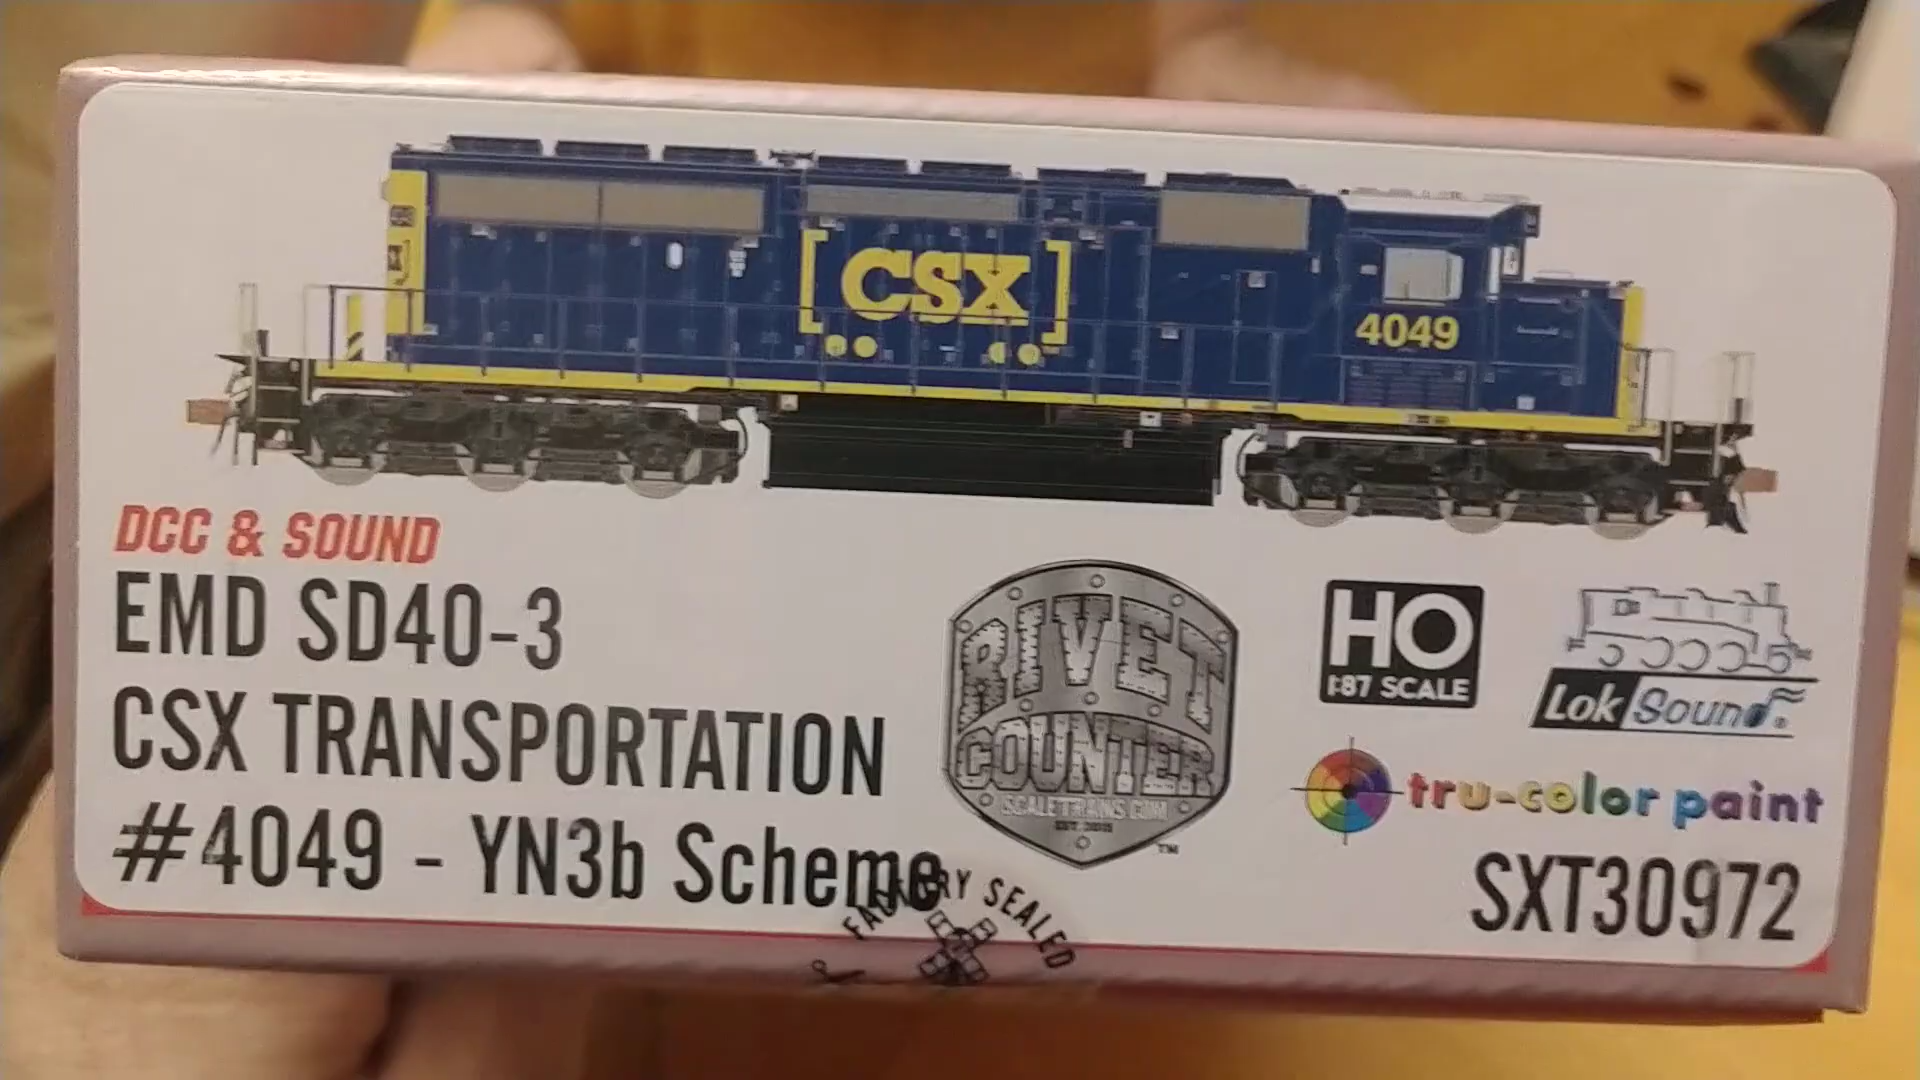 [CSX]
4049
DCC & SOUND
EMD SD40-3
CSX TRANSPORTATION
#4049 - YN3b Scheme
RIVET
COUNTER
SCALETRAINS.COM
™
HO
1:87 SCALE
LokSound
tru-color paint
SXT30972
FACTORY SEALED